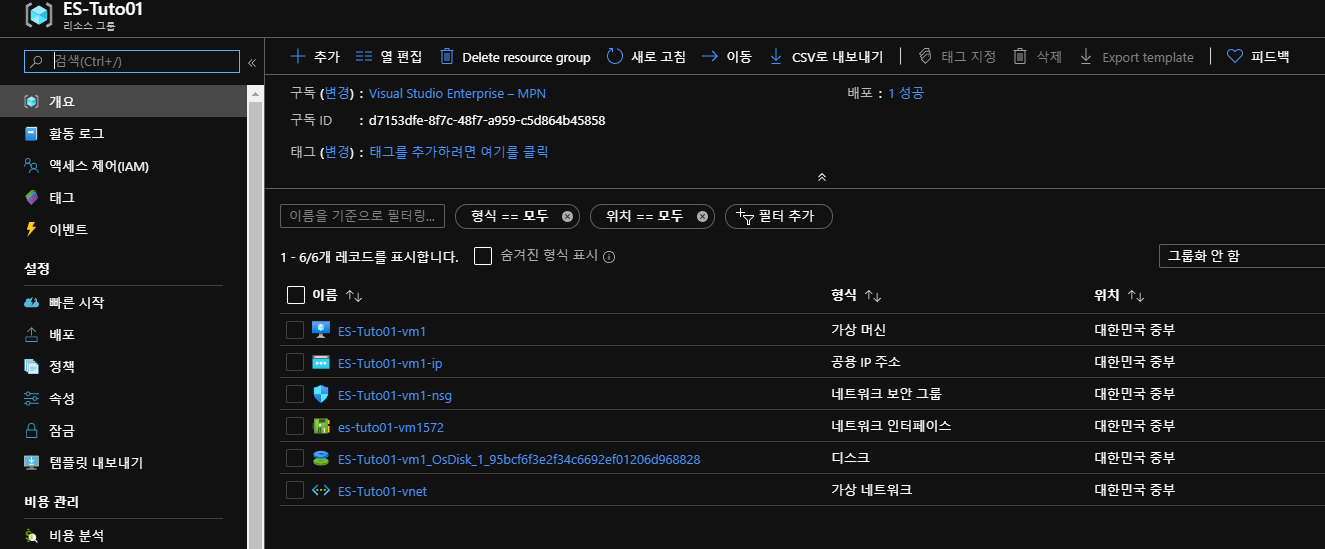 ES-Tuto01
리소스 그룹
검색(Ctrl+/)
«
추가
열 편집
Delete resource group
새로 고침
이동
CSV로 내보내기
태그 지정
삭제
Export template
피드백
개요
활동 로그
액세스 제어(IAM)
태그
이벤트
설정
빠른 시작
배포
정책
속성
잠금
템플릿 내보내기
비용 관리
비용 분석
구독 (변경) : Visual Studio Enterprise – MPN
배포 : 1 성공
구독 ID : d7153dfe-8f7c-48f7-a959-c5d864b45858
태그 (변경) : 태그를 추가하려면 여기를 클릭
이름을 기준으로 필터링...
형식 == 모두
위치 == 모두
필터 추가
1 - 6/6개 레코드를 표시합니다.
숨겨진 형식 표시
그룹화 안 함
이름 형식 위치
ES-Tuto01-vm1 가상 머신 대한민국 중부
ES-Tuto01-vm1-ip 공용 IP 주소 대한민국 중부
ES-Tuto01-vm1-nsg 네트워크 보안 그룹 대한민국 중부
es-tuto01-vm1572 네트워크 인터페이스 대한민국 중부
ES-Tuto01-vm1_OsDisk_1_95bcf6f3e2f34c6692ef01206d968828 디스크 대한민국 중부
ES-Tuto01-vnet 가상 네트워크 대한민국 중부